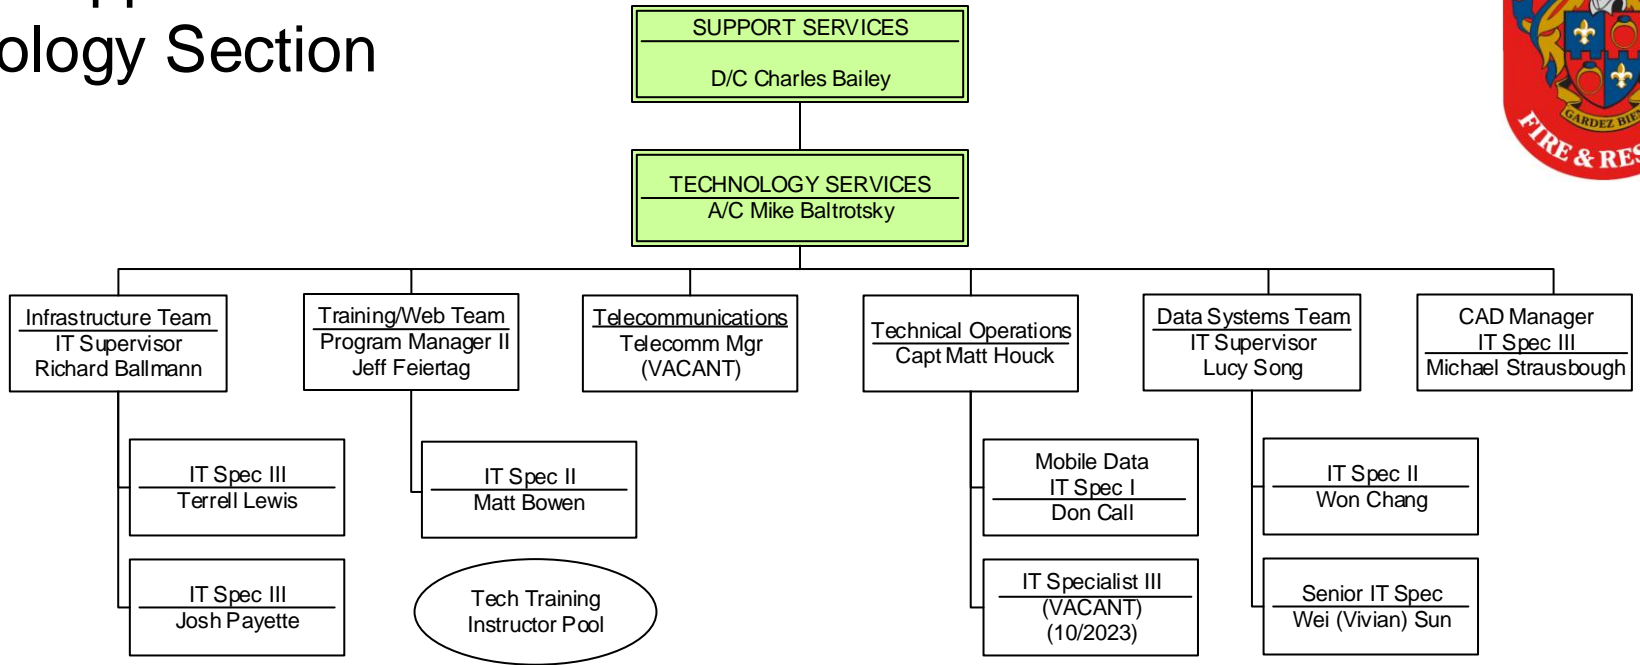 ology Section
SUPPORT SERVICES
D/C Charles Bailey
TECHNOLOGY SERVICES
A/C Mike Baltrotsky
Infrastructure Team
IT Supervisor
Richard Ballmann
Training/Web Team
Program Manager II
Jeff Feiertag
Telecommunications
Telecomm Mgr
(VACANT)
Technical Operations
Capt Matt Houck
Data Systems Team
IT Supervisor
Lucy Song
CAD Manager
IT Spec III
Michael Strausbough
IT Spec III
Terrell Lewis
IT Spec II
Matt Bowen
Mobile Data
IT Spec I
Don Call
IT Spec II
Won Chang
IT Spec III
Josh Payette
Tech Training
Instructor Pool
IT Specialist III
(VACANT)
(10/2023)
Senior IT Spec
Wei (Vivian) Sun
GARDEZ BIE
FIRE & RES